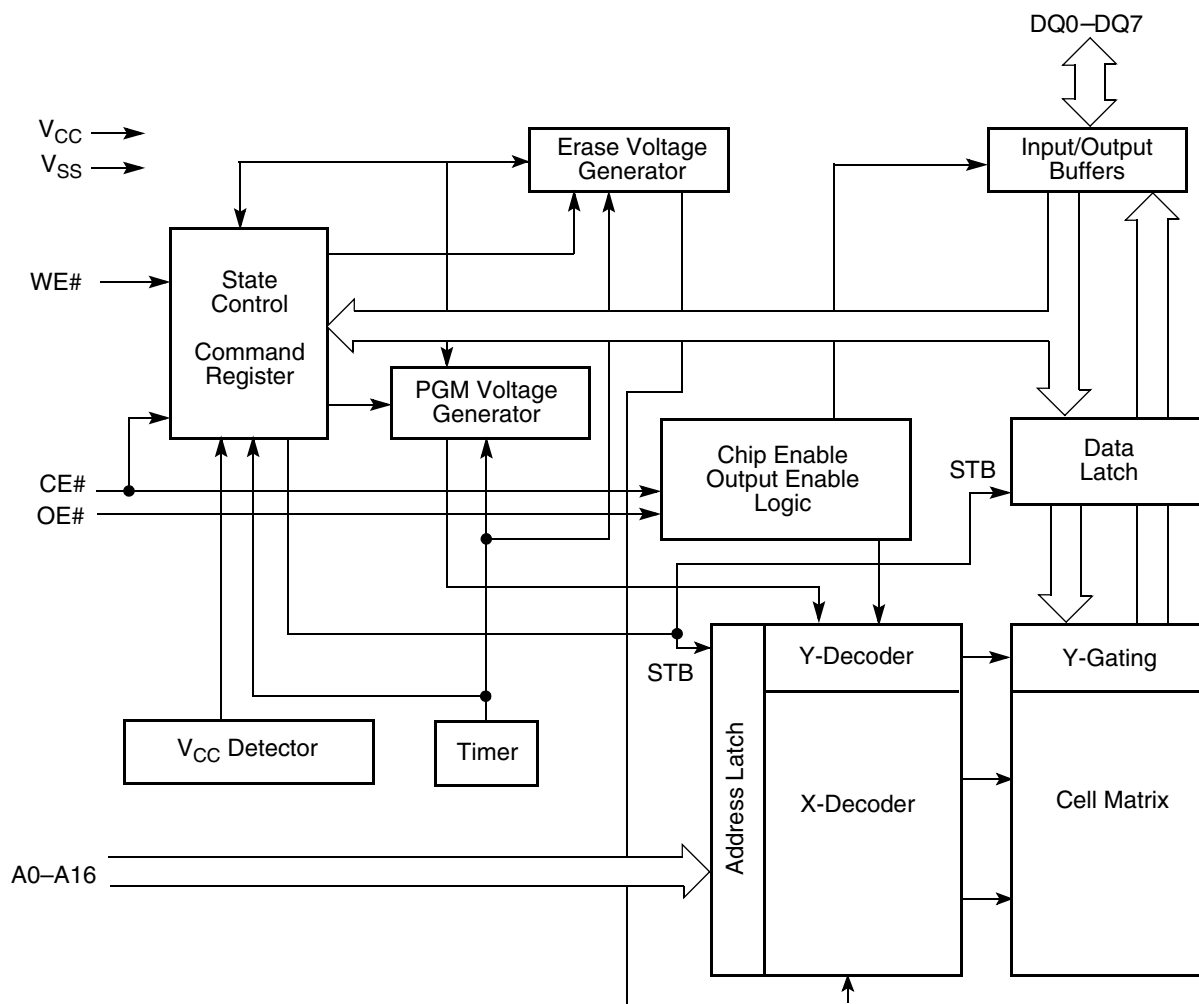 DQ0–DQ7
VCC
VSS
Erase Voltage
Generator
Input/Output
Buffers
WE#
State
Control
Command
Register
PGM Voltage
Generator
Chip Enable
Output Enable
Logic
STB
Data
Latch
CE#
OE#
STB
Y-Decoder
Y-Gating
VCC Detector
Timer
Address Latch
X-Decoder
Cell Matrix
A0–A16